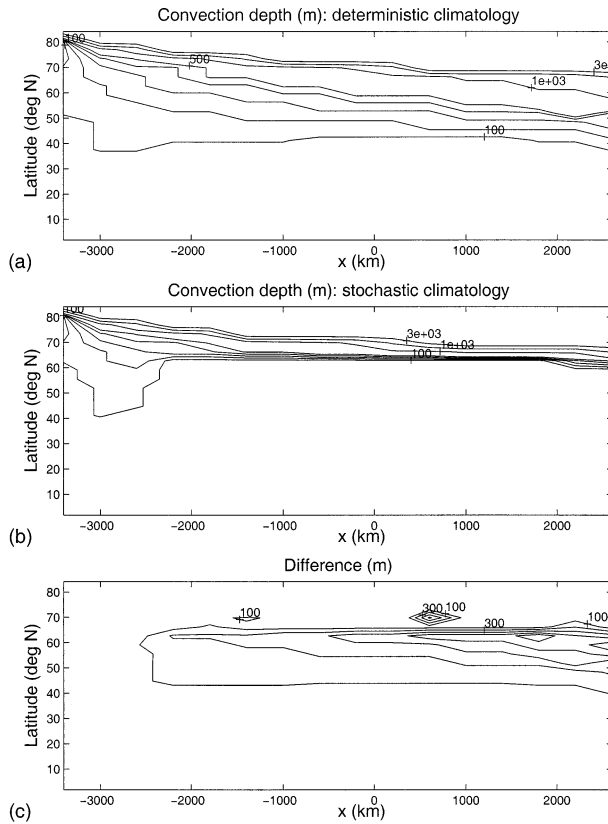 Convection depth (m): deterministic climatology
80
70
60
50
40
30
20
10
Latitude (deg N)
100
500
3e+
1e+03
100
−3000 −2000 −1000 0 1000 2000
x (km)
(a)
Convection depth (m): stochastic climatology
80
70
60
50
40
30
20
10
Latitude (deg N)
100
3e+03
1e+03
100
−3000 −2000 −1000 0 1000 2000
x (km)
(b)
Difference (m)
80
70
60
50
40
30
20
10
Latitude (deg N)
100
300
100
300
100
−3000 −2000 −1000 0 1000 2000
x (km)
(c)